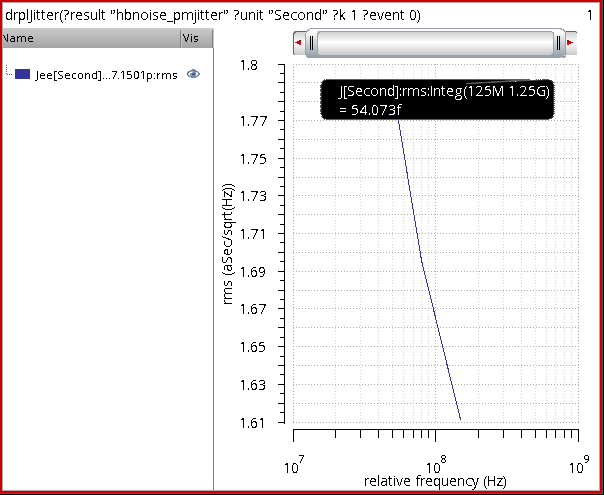 drplJitter(?result "hbnoise_pmjitter" ?unit "Second" ?k 1 ?event 0) 1
Name Vis
Jee[Second]...7.1501p:rms
1.8
J[Second]:rms:Integ(125M 1.25G)
= 54.073f
1.77
1.75
1.73
1.71
1.69
1.67
1.65
1.63
1.61
rms (aSec/sqrt(Hz))
10^7 10^8 10^9
relative frequency (Hz)